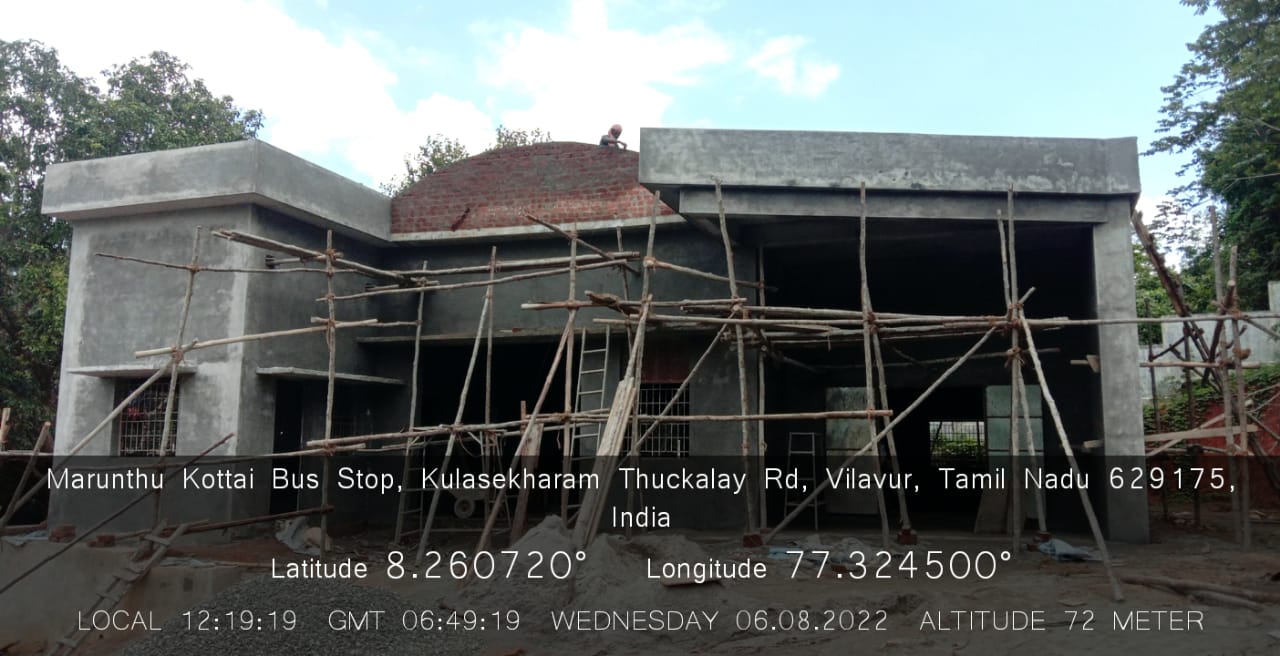 Marunthu Kottai Bus Stop, Kulasekharam Thuckalay Rd, Vilavur, Tamil Nadu 629175,
India
Latitude 8.260720° Longitude 77.324500°
LOCAL 12:19:19 GMT 06:49:19 WEDNESDAY 06.08.2022 ALTITUDE 72 METER